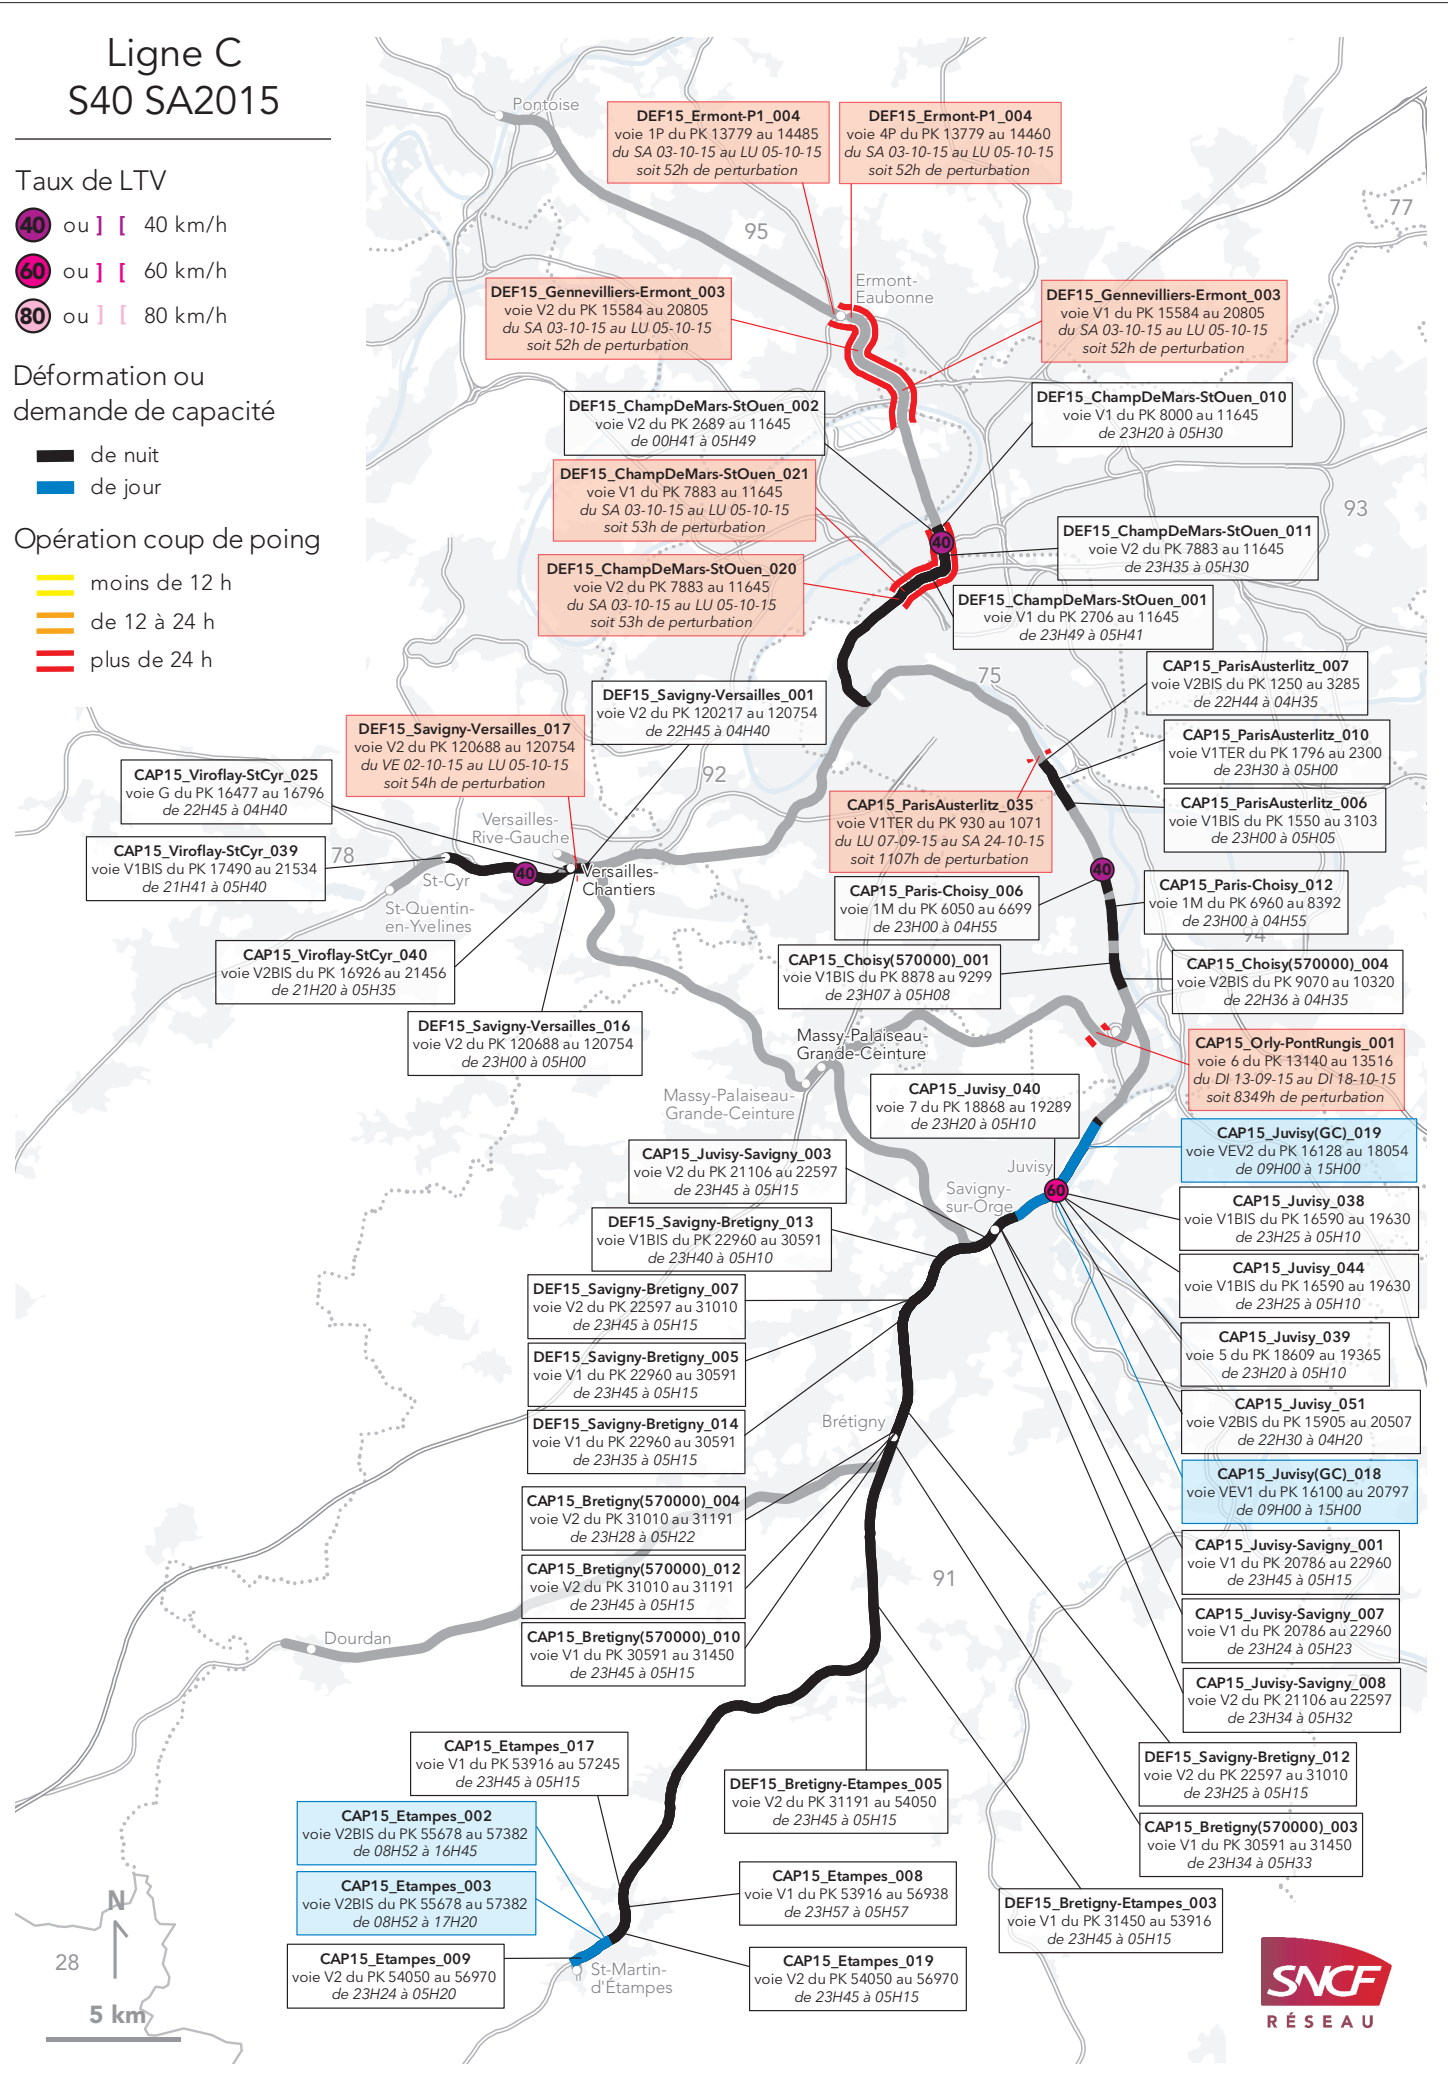 Ligne C
S40 SA2015
Taux de LTV
40 ou ] [ 40 km/h
60 ou ] [ 60 km/h
80 ou ] [ 80 km/h
Déformation ou
demande de capacité
de nuit
de jour
Opération coup de poing
moins de 12 h
de 12 à 24 h
plus de 24 h
Pontoise
DEF15_Ermont-P1_004
voie 1P du PK 13779 au 14485
du SA 03-10-15 au LU 05-10-15
soit 52h de perturbation
DEF15_Ermont-P1_004
voie 4P du PK 13779 au 14460
du SA 03-10-15 au LU 05-10-15
soit 52h de perturbation
77
95
Ermont-
Eaubonne
DEF15_Gennevilliers-Ermont_003
voie V2 du PK 15584 au 20805
du SA 03-10-15 au LU 05-10-15
soit 52h de perturbation
DEF15_Gennevilliers-Ermont_003
voie V1 du PK 15584 au 20805
du SA 03-10-15 au LU 05-10-15
soit 52h de perturbation
DEF15_ChampDeMars-StOuen_002
voie V2 du PK 2689 au 11645
de 00H41 à 05H49
DEF15_ChampDeMars-StOuen_010
voie V1 du PK 8000 au 11645
de 23H20 à 05H30
DEF15_ChampDeMars-StOuen_021
voie V1 du PK 7883 au 11645
du SA 03-10-15 au LU 05-10-15
soit 53h de perturbation
93
40
DEF15_ChampDeMars-StOuen_011
voie V2 du PK 7883 au 11645
de 23H35 à 05H30
DEF15_ChampDeMars-StOuen_020
voie V2 du PK 7883 au 11645
du SA 03-10-15 au LU 05-10-15
soit 53h de perturbation
DEF15_ChampDeMars-StOuen_001
voie V1 du PK 2706 au 11645
de 23H49 à 05H41
75
CAP15_ParisAusterlitz_007
voie V2BIS du PK 1250 au 3285
de 22H44 à 04H35
DEF15_Savigny-Versailles_001
voie V2 du PK 120217 au 120754
de 22H45 à 04H40
DEF15_Savigny-Versailles_017
voie V2 du PK 120688 au 120754
du VE 02-10-15 au LU 05-10-15
soit 54h de perturbation
CAP15_ParisAusterlitz_010
voie V1TER du PK 1796 au 2300
de 23H30 à 05H00
92
CAP15_Viroflay-StCyr_025
voie G du PK 16477 au 16796
de 22H45 à 04H40
CAP15_ParisAusterlitz_035
voie V1TER du PK 930 au 1071
du LU 07-09-15 au SA 24-10-15
soit 1107h de perturbation
CAP15_ParisAusterlitz_006
voie V1BIS du PK 1550 au 3103
de 23H00 à 05H05
Versailles-
Rive-Gauche
CAP15_Viroflay-StCyr_039
voie V1BIS du PK 17490 au 21534
de 21H41 à 05H40
78
St-Cyr
40
Versailles-
Chantiers
40
St-Quentin-
en-Yvelines
CAP15_Paris-Choisy_006
voie 1M du PK 6050 au 6699
de 23H00 à 04H55
CAP15_Paris-Choisy_012
voie 1M du PK 6960 au 8392
de 23H00 à 04H55
94
CAP15_Viroflay-StCyr_040
voie V2BIS du PK 16926 au 21456
de 21H20 à 05H35
CAP15_Choisy(570000)_001
voie V1BIS du PK 8878 au 9299
de 23H07 à 05H08
CAP15_Choisy(570000)_004
voie V2BIS du PK 9070 au 10320
de 22H36 à 04H35
DEF15_Savigny-Versailles_016
voie V2 du PK 120688 au 120754
de 23H00 à 05H00
Massy-Palaiseau-
Grande-Ceinture
CAP15_Orly-PontRungis_001
voie 6 du PK 13140 au 13516
du DI 13-09-15 au DI 18-10-15
soit 8349h de perturbation
Massy-Palaiseau-
Grande-Ceinture
CAP15_Juvisy_040
voie 7 du PK 18868 au 19289
de 23H20 à 05H10
CAP15_Juvisy(GC)_019
voie VEV2 du PK 16128 au 18054
de 09H00 à 15H00
CAP15_Juvisy-Savigny_003
voie V2 du PK 21106 au 22597
de 23H45 à 05H15
Juvisy
60
Savigny-
sur-Orge
CAP15_Juvisy_038
voie V1BIS du PK 16590 au 19630
de 23H25 à 05H10
DEF15_Savigny-Bretigny_013
voie V1BIS du PK 22960 au 30591
de 23H40 à 05H10
CAP15_Juvisy_044
voie V1BIS du PK 16590 au 19630
de 23H25 à 05H10
DEF15_Savigny-Bretigny_007
voie V2 du PK 22597 au 31010
de 23H45 à 05H15
CAP15_Juvisy_039
voie 5 du PK 18609 au 19365
de 23H20 à 05H10
DEF15_Savigny-Bretigny_005
voie V1 du PK 22960 au 30591
de 23H45 à 05H15
CAP15_Juvisy_051
voie V2BIS du PK 15905 au 20507
de 22H30 à 04H20
DEF15_Savigny-Bretigny_014
voie V1 du PK 22960 au 30591
de 23H35 à 05H15
Brétigny
CAP15_Juvisy(GC)_018
voie VEV1 du PK 16100 au 20797
de 09H00 à 15H00
CAP15_Bretigny(570000)_004
voie V2 du PK 31010 au 31191
de 23H28 à 05H22
CAP15_Juvisy-Savigny_001
voie V1 du PK 20786 au 22960
de 23H45 à 05H15
CAP15_Bretigny(570000)_012
voie V2 du PK 31010 au 31191
de 23H45 à 05H15
91
CAP15_Juvisy-Savigny_007
voie V1 du PK 20786 au 22960
de 23H24 à 05H23
CAP15_Bretigny(570000)_010
voie V1 du PK 30591 au 31450
de 23H45 à 05H15
Dourdan
CAP15_Juvisy-Savigny_008
voie V2 du PK 21106 au 22597
de 23H34 à 05H32
CAP15_Etampes_017
voie V1 du PK 53916 au 57245
de 23H45 à 05H15
DEF15_Savigny-Bretigny_012
voie V2 du PK 22597 au 31010
de 23H25 à 05H15
DEF15_Bretigny-Etampes_005
voie V2 du PK 31191 au 54050
de 23H45 à 05H15
CAP15_Etampes_002
voie V2BIS du PK 55678 au 57382
de 08H52 à 16H45
CAP15_Bretigny(570000)_003
voie V1 du PK 30591 au 31450
de 23H34 à 05H33
CAP15_Etampes_003
voie V2BIS du PK 55678 au 57382
de 08H52 à 17H20
CAP15_Etampes_008
voie V1 du PK 53916 au 56938
de 23H57 à 05H57
DEF15_Bretigny-Etampes_003
voie V1 du PK 31450 au 53916
de 23H45 à 05H15
CAP15_Etampes_009
voie V2 du PK 54050 au 56970
de 23H24 à 05H20
St-Martin-
d'Étampes
CAP15_Etampes_019
voie V2 du PK 54050 au 56970
de 23H45 à 05H15
N
28
5 km
SNCF
RÉSEAU